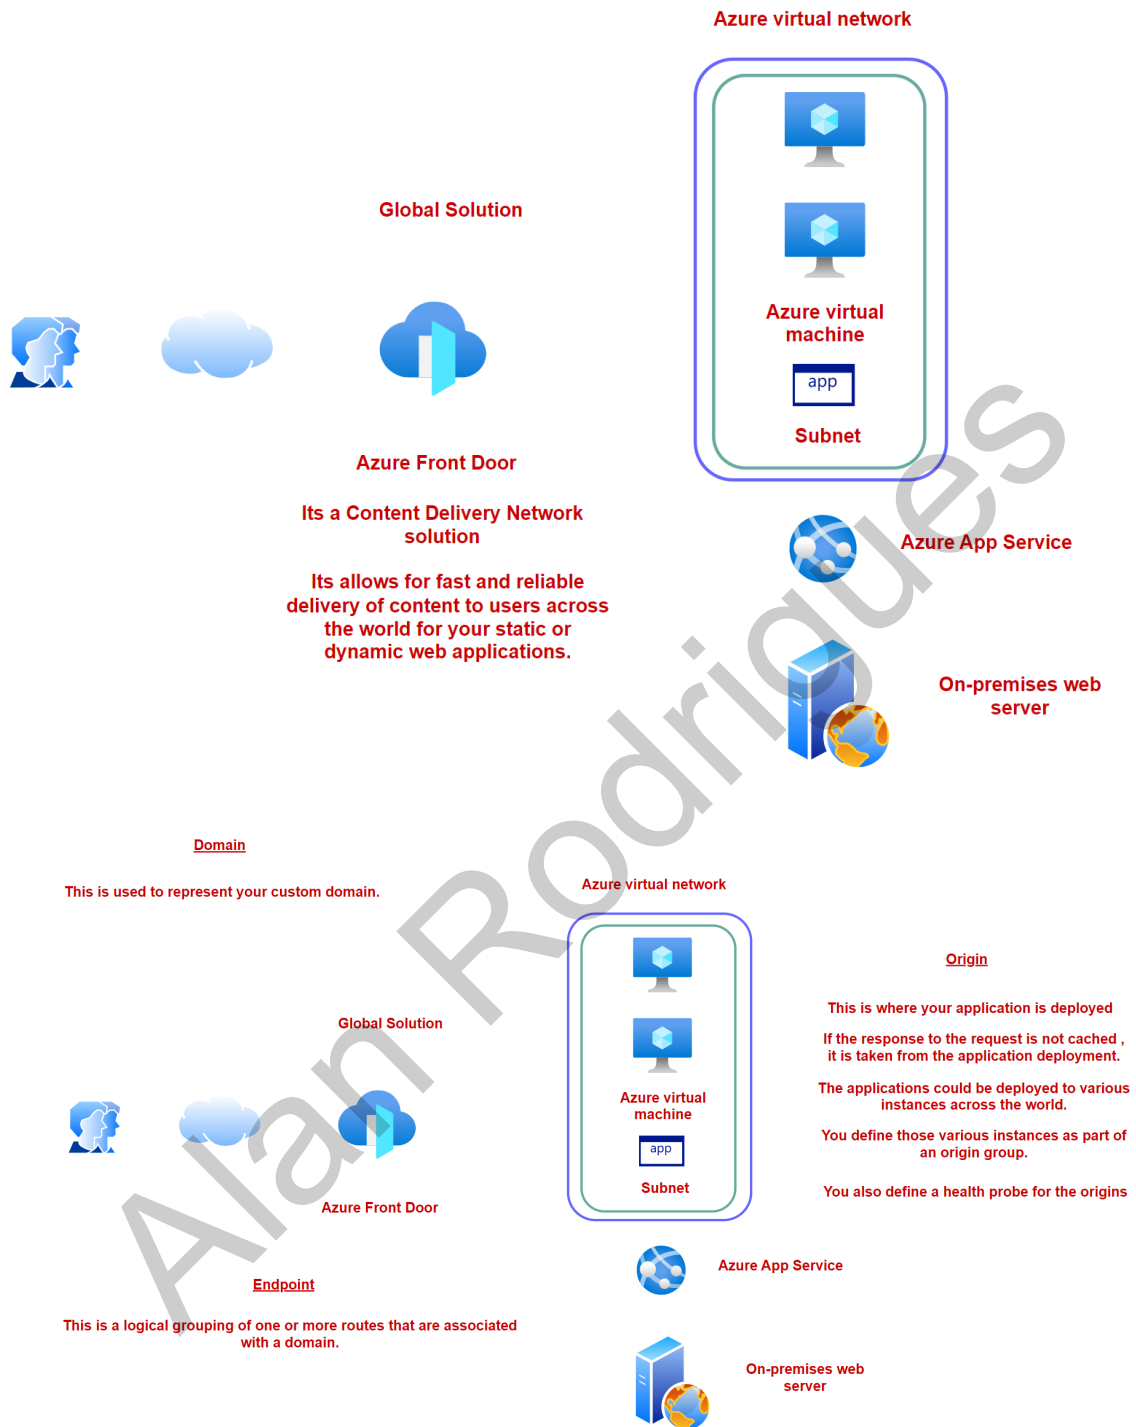 Azure virtual network
Global Solution
Azure virtual
machine
app
Subnet
Azure Front Door
Its a Content Delivery Network
solution
Its allows for fast and reliable
delivery of content to users across
the world for your static or
dynamic web applications.
Azure App Service
On-premises web
server
Domain
This is used to represent your custom domain.
Azure virtual network
Global Solution
Azure virtual
machine
app
Subnet
Azure Front Door
Origin
This is where your application is deployed
If the response to the request is not cached ,
it is taken from the application deployment.
The applications could be deployed to various
instances across the world.
You define those various instances as part of
an origin group.
You also define a health probe for the origins
Azure App Service
Endpoint
This is a logical grouping of one or more routes that are associated
with a domain.
On-premises web
server
Alan Rodrigues